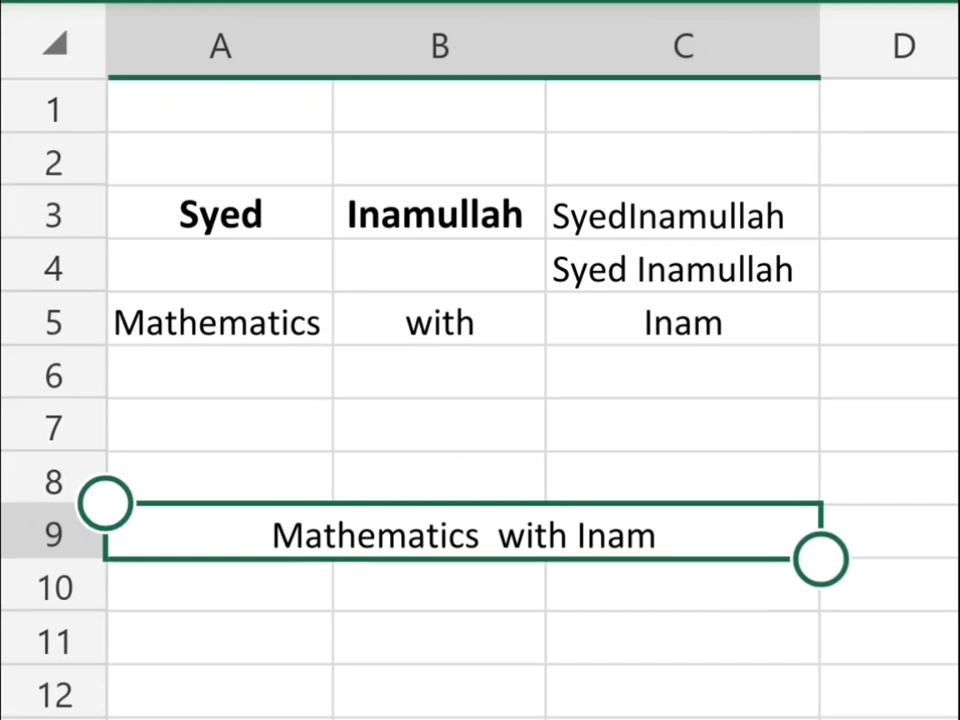 A B C D
1
2
3 Syed Inamullah SyedInamullah
4 Syed Inamullah
5 Mathematics with Inam
6
7
8
9 Mathematics  with Inam
10
11
12